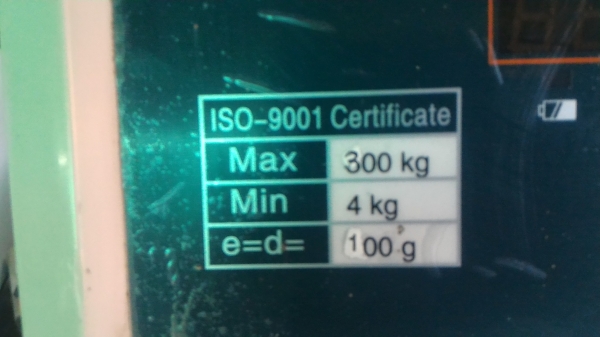 ISO-9001 Certificate
Max 300 kg
Min 4 kg
e=d= 100 g